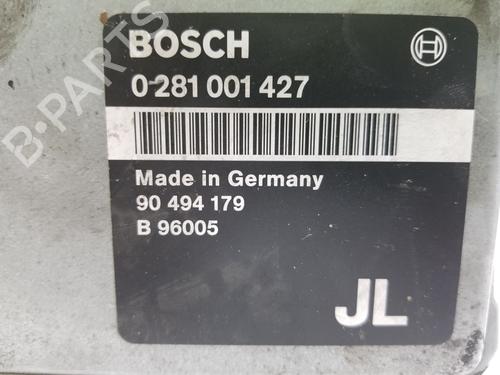 BOSCH
0 281 001 427
Made in Germany
90 494 179
B 96005
JL
B-PARTS